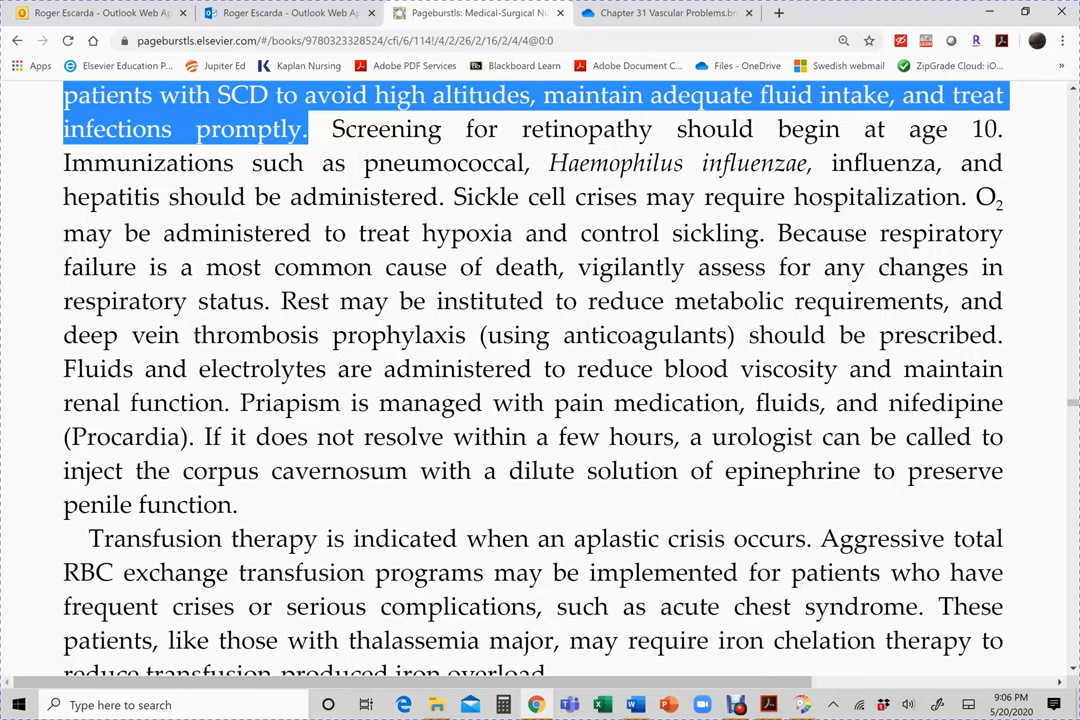 Roger Escarda - Outlook Web Ap
Roger Escarda - Outlook Web Ap
Pageburstls: Medical-Surgical Nu
Chapter 31 Vascular Problems.bm
pageburstls.elsevier.com/#/books/9780323328524/cfi/6/114!/4/2/26/2/16/2/4/4@0:0
Apps
Elsevier Education P...
Jupiter Ed
Kaplan Nursing
Adobe PDF Services
Blackboard Learn
Adobe Document C...
Files - OneDrive
Swedish webmail
ZipGrade Cloud: iO...
»
patients with SCD to avoid high altitudes, maintain adequate fluid intake, and treat
infections promptly. Screening for retinopathy should begin at age 10.
Immunizations such as pneumococcal, Haemophilus influenzae, influenza, and
hepatitis should be administered. Sickle cell crises may require hospitalization. O2
may be administered to treat hypoxia and control sickling. Because respiratory
failure is a most common cause of death, vigilantly assess for any changes in
respiratory status. Rest may be instituted to reduce metabolic requirements, and
deep vein thrombosis prophylaxis (using anticoagulants) should be prescribed.
Fluids and electrolytes are administered to reduce blood viscosity and maintain
renal function. Priapism is managed with pain medication, fluids, and nifedipine
(Procardia). If it does not resolve within a few hours, a urologist can be called to
inject the corpus cavernosum with a dilute solution of epinephrine to preserve
penile function.
Transfusion therapy is indicated when an aplastic crisis occurs. Aggressive total
RBC exchange transfusion programs may be implemented for patients who have
frequent crises or serious complications, such as acute chest syndrome. These
patients, like those with thalassemia major, may require iron chelation therapy to
reduce transfusion-produced iron overload.
Type here to search
9:06 PM
5/20/2020